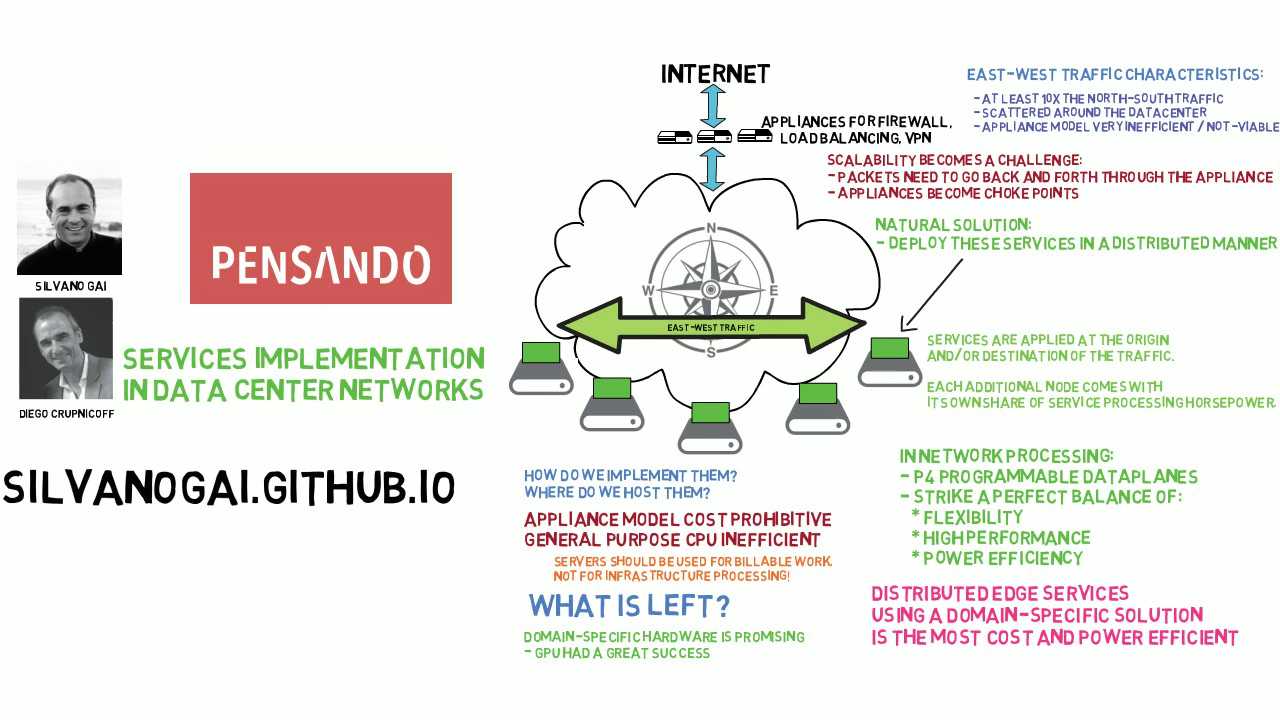 SILVANO GAI
DIEGO CRUPNICOFF
PENSANDO
SERVICES IMPLEMENTATION
IN DATA CENTER NETWORKS
SILVANOGAI.GITHUB.IO
INTERNET
APPLIANCES FOR FIREWALL,
LOAD BALANCING, VPN
N
W
E
S
EAST-WEST TRAFFIC
EAST-WEST TRAFFIC CHARACTERISTICS:
- AT LEAST 10X THE NORTH-SOUTH TRAFFIC
- SCATTERED AROUND THE DATACENTER
- APPLIANCE MODEL VERY INEFFICIENT / NOT-VIABLE
SCALABILITY BECOMES A CHALLENGE:
- PACKETS NEED TO GO BACK AND FORTH THROUGH THE APPLIANCE
- APPLIANCES BECOME CHOKE POINTS
NATURAL SOLUTION:
- DEPLOY THESE SERVICES IN A DISTRIBUTED MANNER
SERVICES ARE APPLIED AT THE ORIGIN
AND/OR DESTINATION OF THE TRAFFIC.
EACH ADDITIONAL NODE COMES WITH
ITS OWN SHARE OF SERVICE PROCESSING HORSEPOWER.
HOW DO WE IMPLEMENT THEM?
WHERE DO WE HOST THEM?
APPLIANCE MODEL COST PROHIBITIVE
GENERAL PURPOSE CPU INEFFICIENT
SERVERS SHOULD BE USED FOR BILLABLE WORK.
NOT FOR INFRASTRUCTURE PROCESSING!
WHAT IS LEFT?
DOMAIN-SPECIFIC HARDWARE IS PROMISING
- GPU HAD A GREAT SUCCESS
IN NETWORK PROCESSING:
- P4 PROGRAMMABLE DATAPLANES
- STRIKE A PERFECT BALANCE OF:
* FLEXIBILITY
* HIGH PERFORMANCE
* POWER EFFICIENCY
DISTRIBUTED EDGE SERVICES
USING A DOMAIN-SPECIFIC SOLUTION
IS THE MOST COST AND POWER EFFICIENT